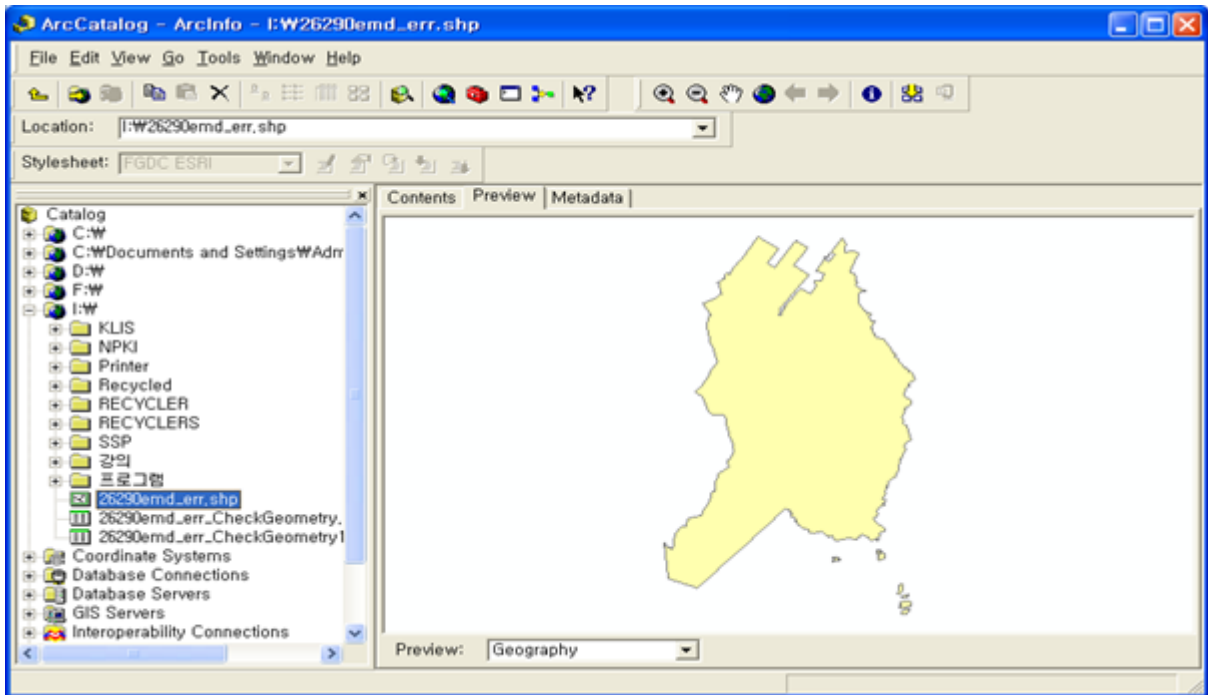 ArcCatalog - ArcInfo - I:₩26290emd_err.shp
File Edit View Go Tools Window Help
Location: I:₩26290emd_err.shp
Stylesheet: FGDC ESRI
Contents Preview Metadata
Catalog
C:₩
C:₩Documents and Settings₩Adm
D:₩
F:₩
I:₩
KLIS
NPKI
Printer
Recycled
RECYCLER
RECYCLERS
SSP
강의
프로그램
26290emd_err.shp
26290emd_err_CheckGeometry.
26290emd_err_CheckGeometry1
Coordinate Systems
Database Connections
Database Servers
GIS Servers
Interoperability Connections
Preview: Geography